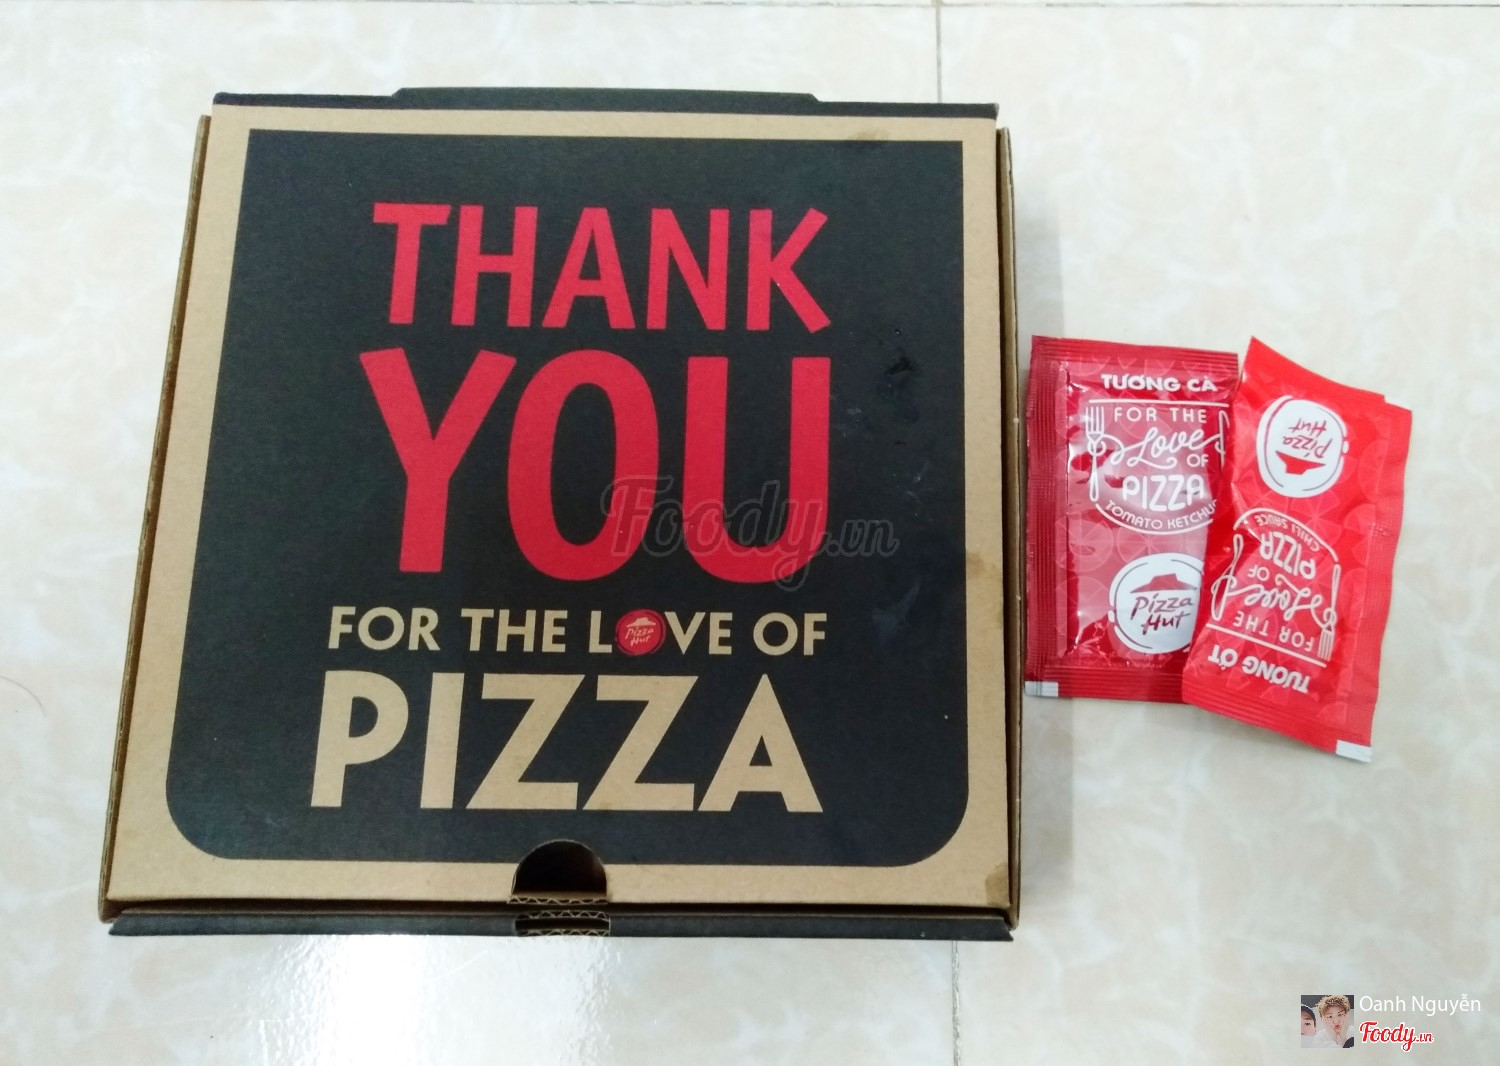 THANK
YOU
FOR THE LOVE OF
Pizza
Hut
PIZZA
Foody.vn
TƯƠNG CÀ
FOR THE
Love
OF
PIZZA
TOMATO KETCHUP
Pizza
Hut
Pizza
Hut
CHILI SAUCE
PIZZA
OF
Love
FOR THE
TƯƠNG ỚT
Oanh Nguyễn
Foody.vn